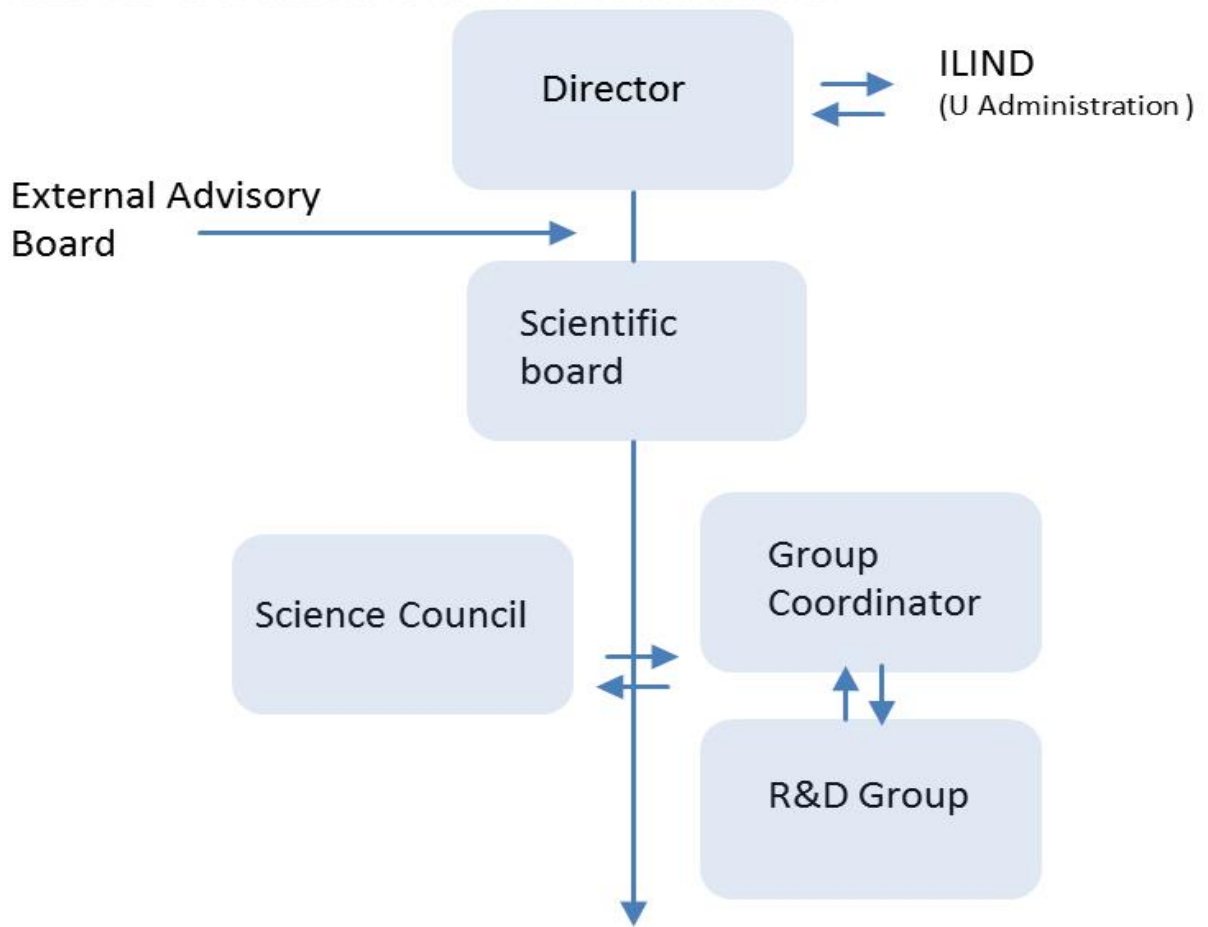 Director
ILIND
(U Administration )
External Advisory
Board
Scientific
board
Group
Coordinator
Science Council
R&D Group